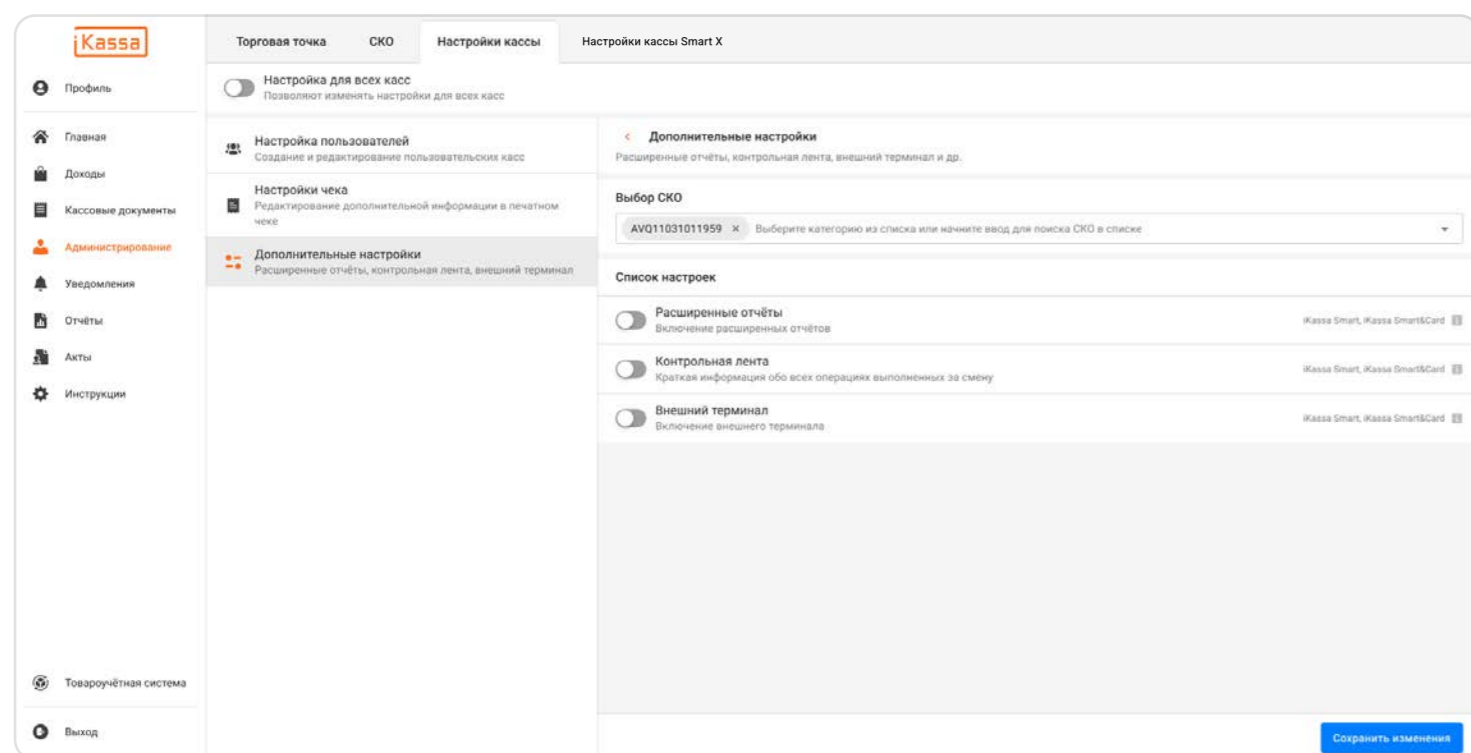 iKassa
Профиль
Главная
Доходы
Кассовые документы
Администрирование
Уведомления
Отчёты
Акты
Инструкции
Товароучётная система
Выход
Торговая точка СКО Настройки кассы Настройки кассы Smart X
Настройка для всех касс
Позволяют изменять настройки для всех касс
Настройка пользователей
Создание и редактирование пользовательских касс
Настройки чека
Редактирование дополнительной информации в печатном
чеке
Дополнительные настройки
Расширенные отчёты, контрольная лента, внешний терминал
Дополнительные настройки
Расширенные отчёты, контрольная лента, внешний терминал и др.
Выбор СКО
AVQ11031011959 × Выберите категорию из списка или начните ввод для поиска СКО в списке
Список настроек
Расширенные отчёты
Включение расширенных отчётов
iKassa Smart, iKassa Smart&Card
Контрольная лента
Краткая информация обо всех операциях выполненных за смену
iKassa Smart, iKassa Smart&Card
Внешний терминал
Включение внешнего терминала
iKassa Smart, iKassa Smart&Card
Сохранить изменения